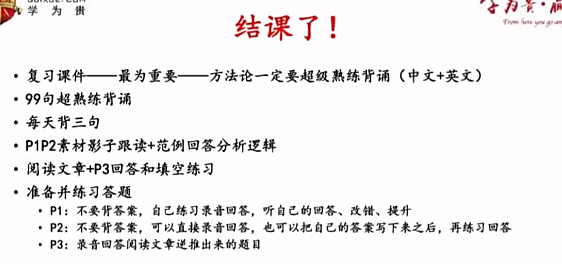 学为贵
学为贵·赢
From here you go an
结课了！
• 复习课件——最为重要——方法论一定要超级熟练背诵（中文+英文）
• 99句超熟练背诵
• 每天背三句
• P1P2素材影子跟读+范例回答分析逻辑
• 阅读文章+P3回答和填空练习
• 准备并练习答题
• P1：不要背答案，自己练习录音回答，听自己的回答、改错、提升
• P2：不要背答案，可以直接录音回答，也可以把自己的答案写下来之后，再练习回答
• P3：录音回答阅读文章逆推出来的题目